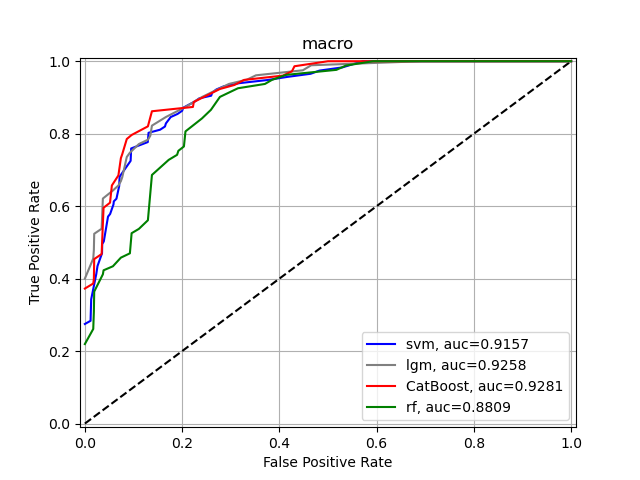 macro
True Positive Rate
1.0
0.8
0.6
0.4
0.2
0.0
svm, auc=0.9157
lgm, auc=0.9258
CatBoost, auc=0.9281
rf, auc=0.8809
0.0 0.2 0.4 0.6 0.8 1.0
False Positive Rate